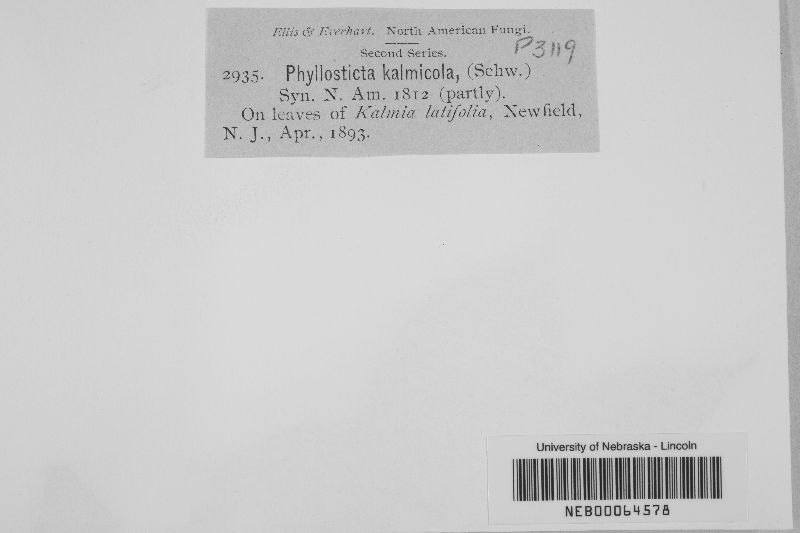 Ellis & Everhart. North American Fungi.
P3119
Second Series.
2935. Phyllosticta kalmicola, (Schw.)
Syn. N. Am. 1812 (partly).
On leaves of Kalmia latifolia, Newfield,
N. J., Apr., 1893.
University of Nebraska - Lincoln
NEB00064578